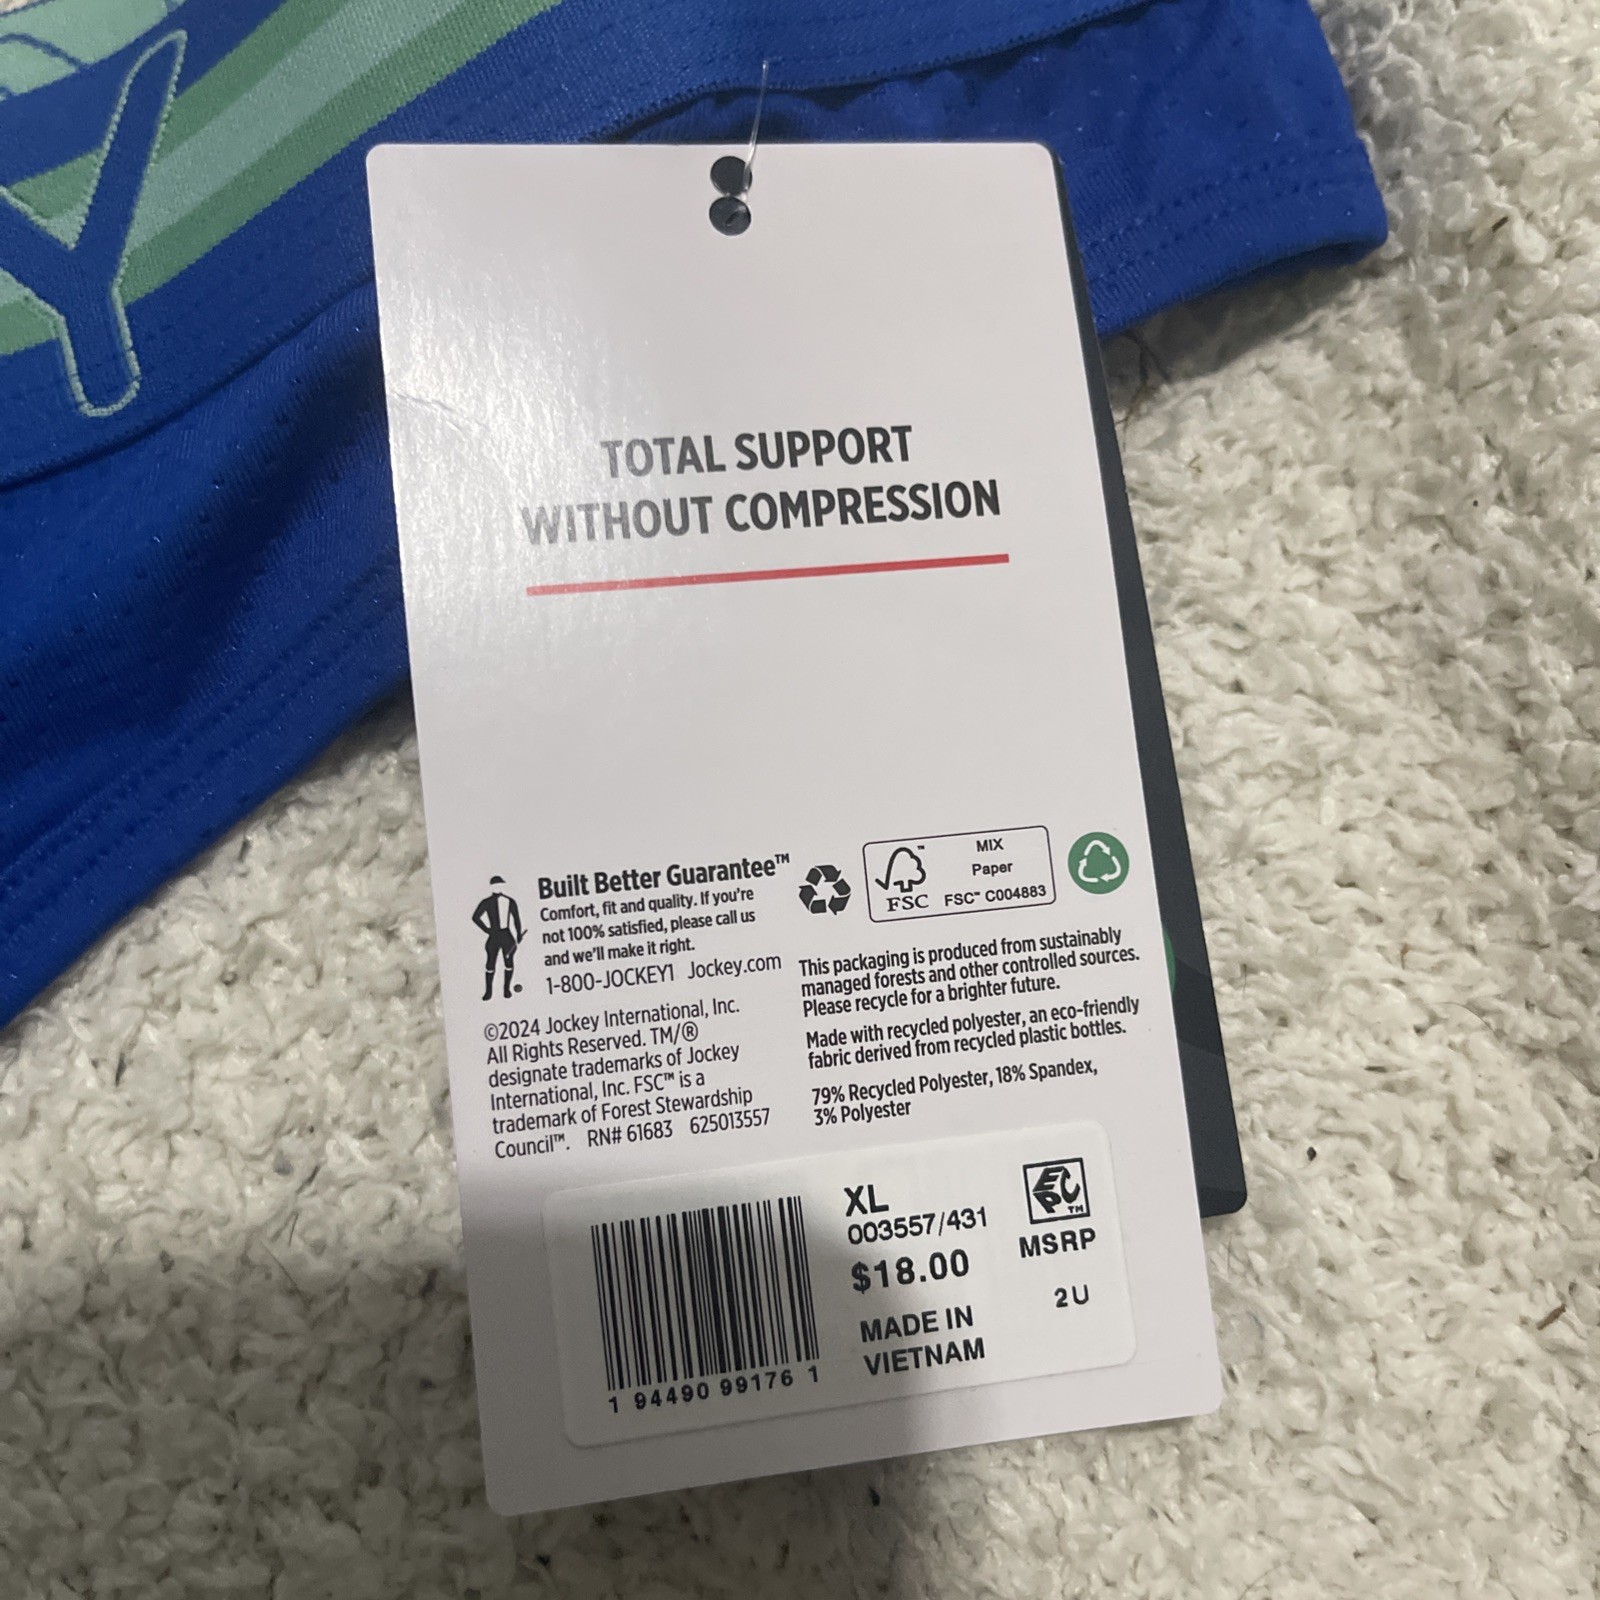 Y
TOTAL SUPPORT
WITHOUT COMPRESSION
Built Better Guarantee™
Comfort, fit and quality. If you're
not 100% satisfied, please call us
and we'll make it right.
1-800-JOCKEY1 Jockey.com
©2024 Jockey International, Inc.
All Rights Reserved. TM/®
designate trademarks of Jockey
International, Inc. FSC™ is a
trademark of Forest Stewardship
Council™. RN# 61683 625013557
™
FSC
MIX
Paper
FSC™ C004883
This packaging is produced from sustainably
managed forests and other controlled sources.
Please recycle for a brighter future.
Made with recycled polyester, an eco-friendly
fabric derived from recycled plastic bottles.
79% Recycled Polyester, 18% Spandex,
3% Polyester
1 94490 99176 1
XL
003557/431
$18.00
MADE IN
VIETNAM
EPC™
MSRP
2U